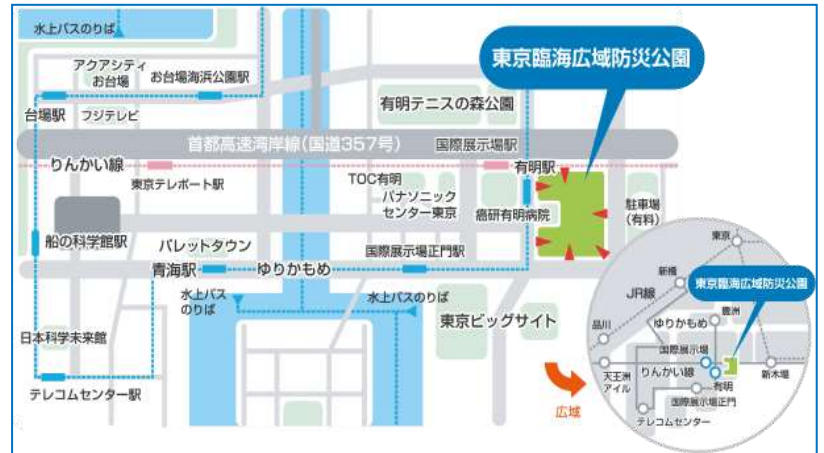 水上バスのりば
アクアシティ
お台場
お台場海浜公園駅
台場駅
フジテレビ
有明テニスの森公園
東京臨海広域防災公園
首都高速湾岸線(国道357号)
国際展示場駅
りんかい線
東京テレポート駅
TOC有明
有明駅
パナソニック
センター東京
癌研有明病院
駐車場
(有料)
船の科学館駅
パレットタウン
青海駅
ゆりかもめ
国際展示場正門駅
水上バス
のりば
水上バスのりば
東京ビッグサイト
日本科学未来館
テレコムセンター駅
広域
東京
新橋
JR線
東京臨海広域防災公園
品川
ゆりかもめ
豊洲
国際展示場
天王洲
アイル
りんかい線
有明
新木場
国際展示場正門
テレコムセンター